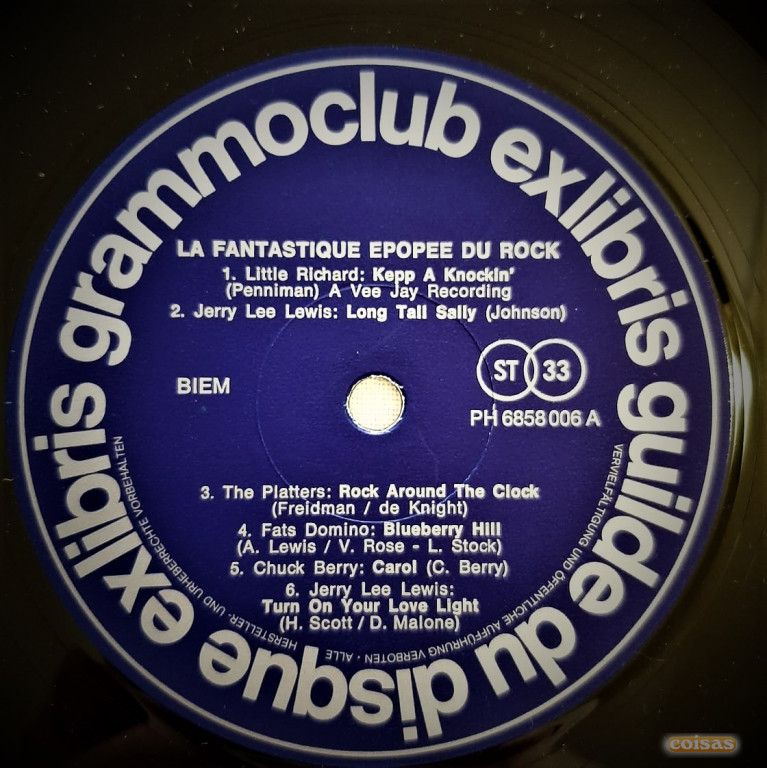 grammoclub exlibris guilde du disque exlibris
LA FANTASTIQUE EPOPEE DU ROCK
1. Little Richard: Kepp A Knockin'
(Penniman) A Vee Jay Recording
2. Jerry Lee Lewis: Long Tall Sally (Johnson)
BIEM
ST 33
PH 6858 006 A
3. The Platters: Rock Around The Clock
(Freidman / de Knight)
4. Fats Domino: Blueberry Hill
(A. Lewis / V. Rose - L. Stock)
5. Chuck Berry: Carol (C. Berry)
6. Jerry Lee Lewis:
Turn On Your Love Light
(H. Scott / D. Malone)
VERVIELFÄLTIGUNG UND ÖFFENTLICHE AUFFÜHRUNG VERBOTEN · ALLE HERSTELLER- UND URHEBERRECHTE VORBEHALTEN
coisas